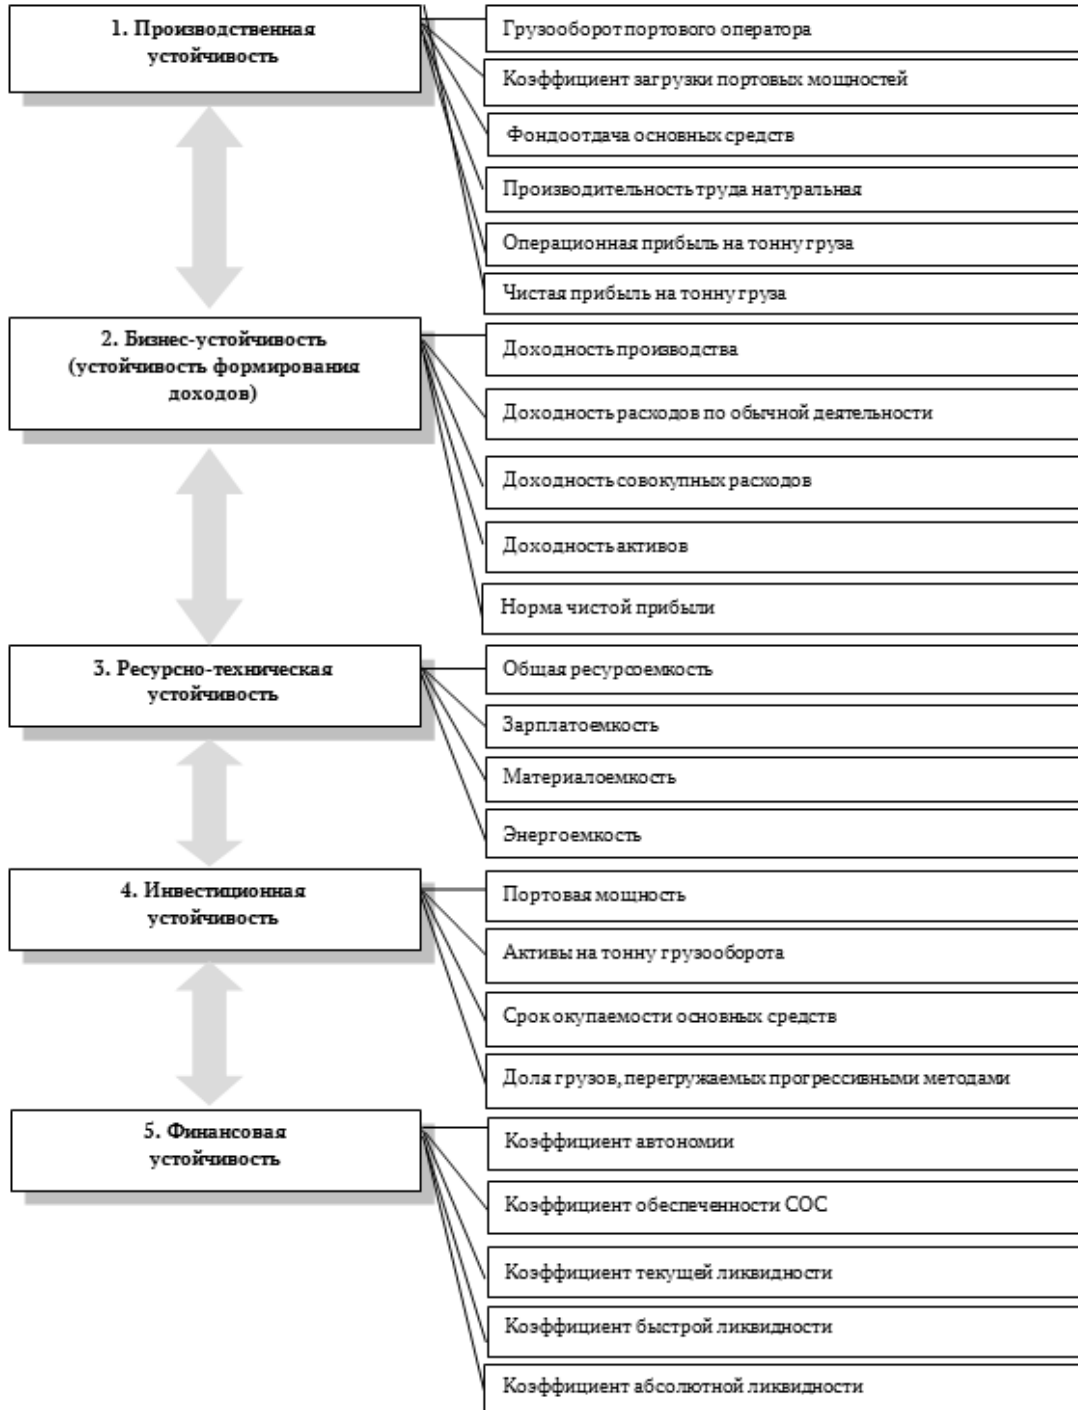 1. Производственная
устойчивость
Грузооборот портового оператора
Коэффициент загрузки портовых мощностей
Фондоотдача основных средств
Производительность труда натуральная
Операционная прибыль на тонну груза
Чистая прибыль на тонну груза
2. Бизнес-устойчивость
(устойчивость формирования
доходов)
Доходность производства
Доходность расходов по обычной деятельности
Доходность совокупных расходов
Доходность активов
Норма чистой прибыли
3. Ресурсно-техническая
устойчивость
Общая ресурсоемкость
Зарплатоемкость
Материалоемкость
Энергоемкость
4. Инвестиционная
устойчивость
Портовая мощность
Активы на тонну грузооборота
Срок окупаемости основных средств
Доля грузов, перегружаемых прогрессивными методами
5. Финансовая
устойчивость
Коэффициент автономии
Коэффициент обеспеченности СОС
Коэффициент текущей ликвидности
Коэффициент быстрой ликвидности
Коэффициент абсолютной ликвидности